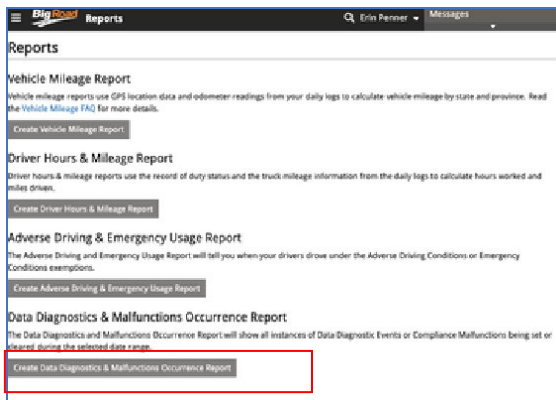 BigRoad Reports Erin Penner Messages
Reports
Vehicle Mileage Report
Vehicle mileage reports use GPS location data and odometer readings from your daily logs to calculate vehicle mileage by state and province. Read
the Vehicle Mileage FAQ for more details.
Create Vehicle Mileage Report
Driver Hours & Mileage Report
Driver hours & mileage reports use the record of duty status and the truck mileage information from the daily logs to calculate hours worked and
miles driven.
Create Driver Hours & Mileage Report
Adverse Driving & Emergency Usage Report
The Adverse Driving and Emergency Usage Report will tell you when your drivers drove under the Adverse Driving Conditions or Emergency
Conditions exemptions.
Create Adverse Driving & Emergency Usage Report
Data Diagnostics & Malfunctions Occurrence Report
The Data Diagnostics and Malfunctions Occurrence Report will show all instances of Data Diagnostic Events or Compliance Malfunctions being set or
cleared during the selected date range.
Create Data Diagnostics & Malfunctions Occurrence Report